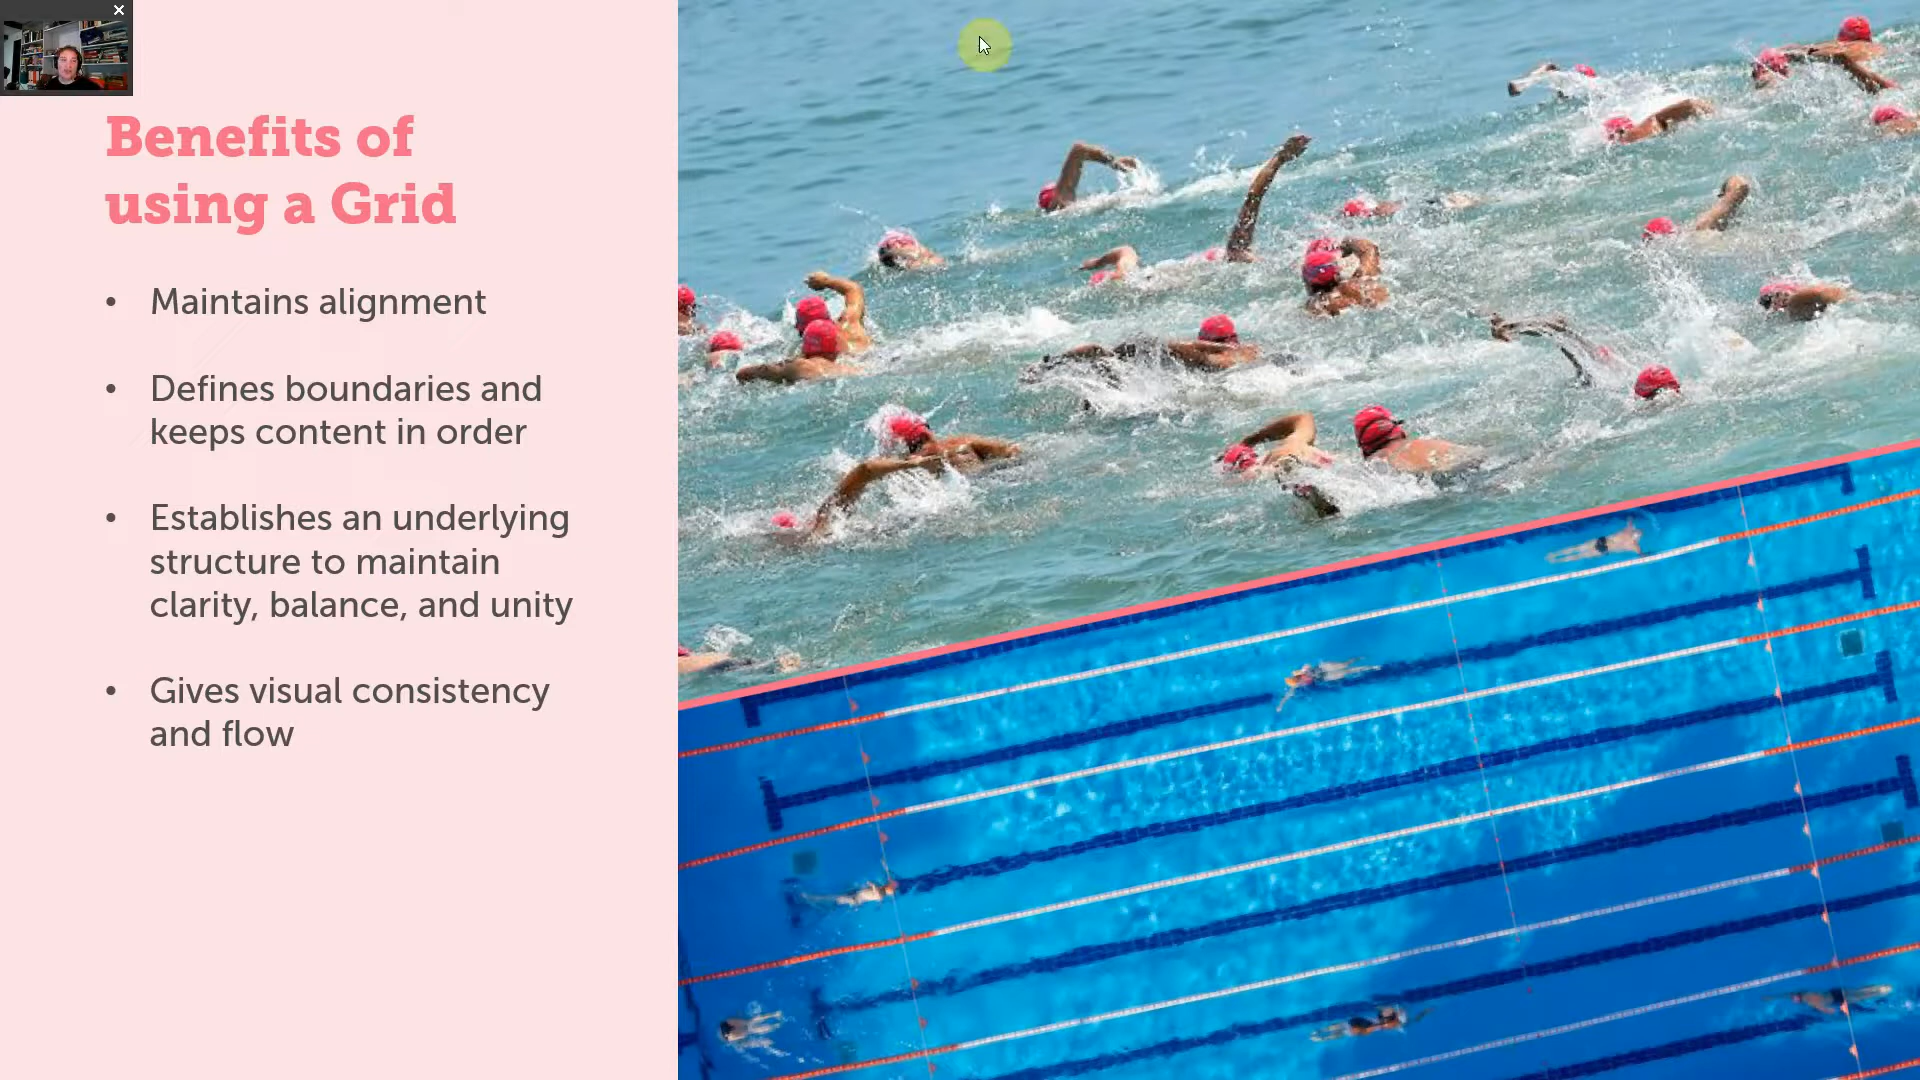 Benefits of
using a Grid
• Maintains alignment
• Defines boundaries and
keeps content in order
• Establishes an underlying
structure to maintain
clarity, balance, and unity
• Gives visual consistency
and flow